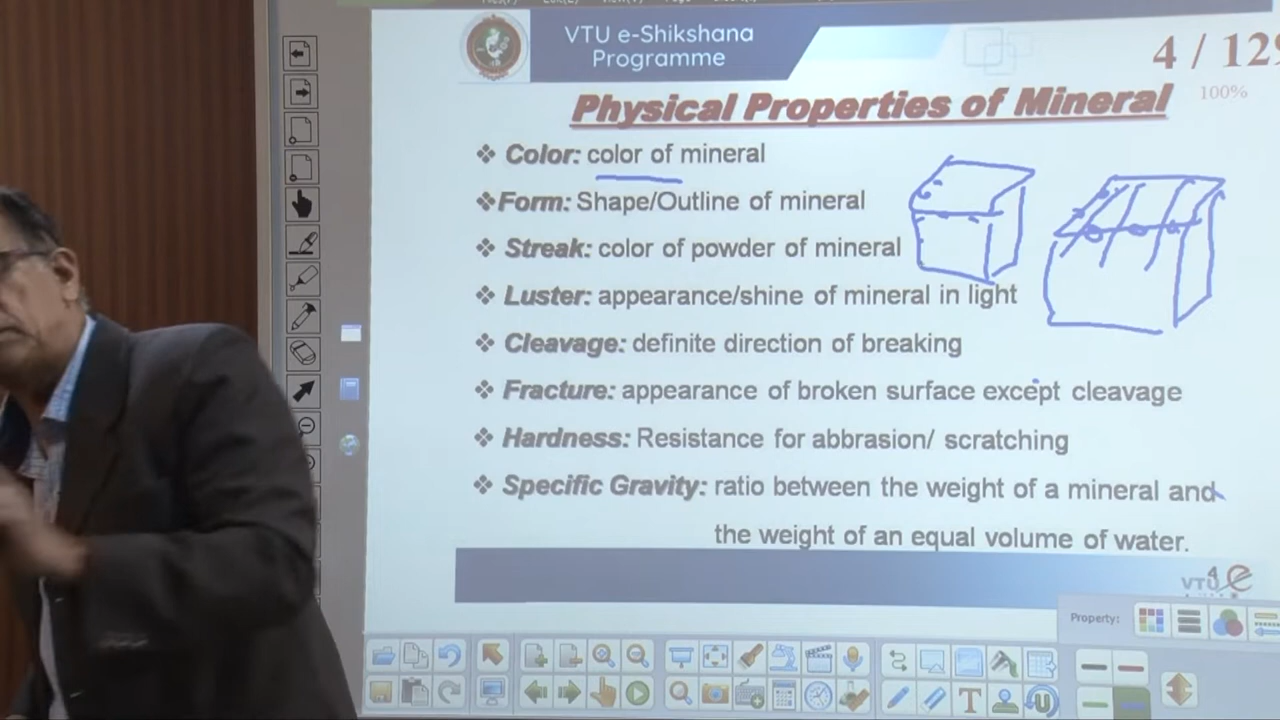 VTU e-Shikshana
Programme
4 / 129
100%
Physical Properties of Mineral
❖ Color: color of mineral
❖Form: Shape/Outline of mineral
❖ Streak: color of powder of mineral
❖ Luster: appearance/shine of mineral in light
❖ Cleavage: definite direction of breaking
❖ Fracture: appearance of broken surface except cleavage
❖ Hardness: Resistance for abbrasion/ scratching
❖ Specific Gravity: ratio between the weight of a mineral and
the weight of an equal volume of water.
4
VTU e
Property: